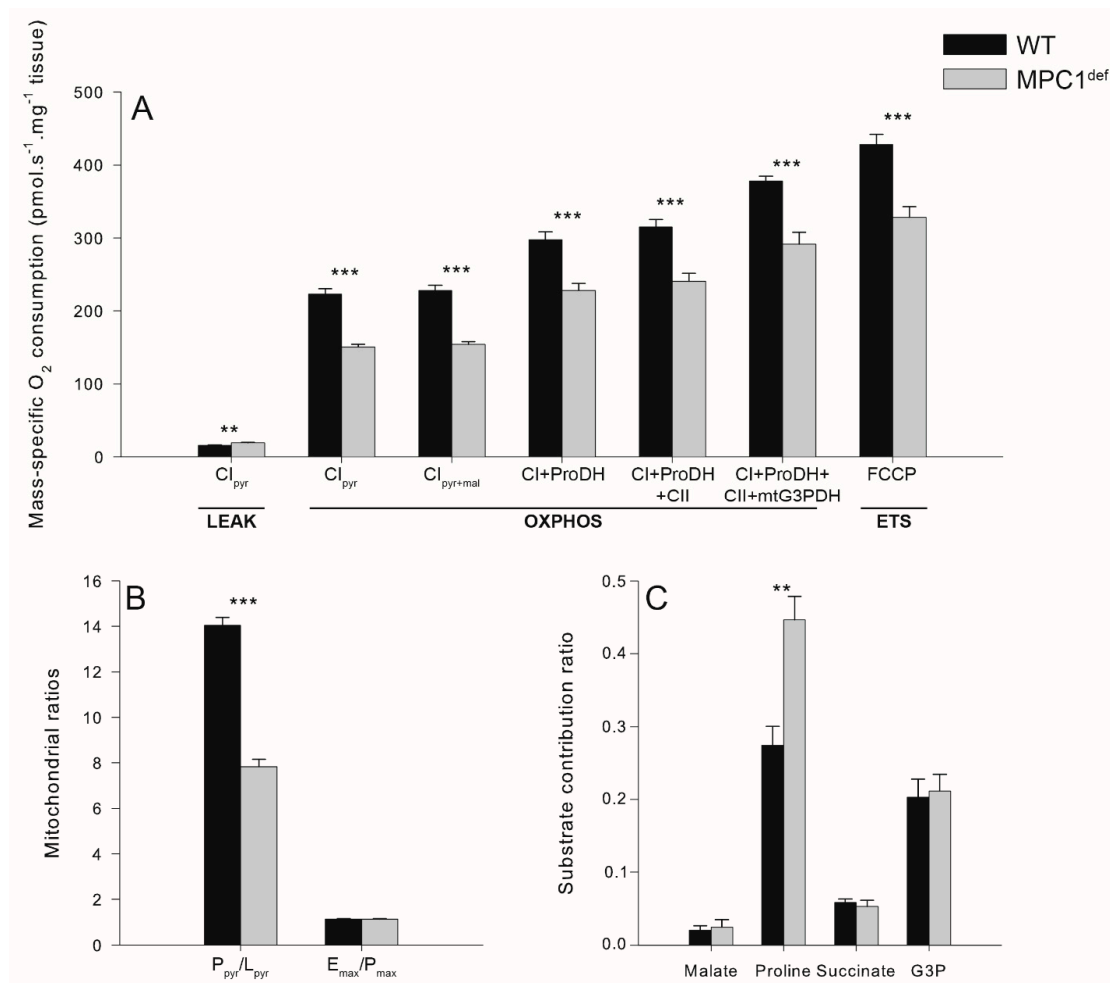 WT
MPC1def
Mass-specific O2 consumption (pmol.s-1.mg-1 tissue)
A
500
400
300
200
100
0
**
***
***
***
***
***
***
CIpyr
CIpyr
CIpyr+mal
CI+ProDH
CI+ProDH
+CII
CI+ProDH+
CII+mtG3PDH
FCCP
LEAK
OXPHOS
ETS
Mitochondrial ratios
B
16
14
12
10
8
6
4
2
0
***
Ppyr/Lpyr
Emax/Pmax
Substrate contribution ratio
C
0.5
0.4
0.3
0.2
0.1
0.0
**
Malate
Proline
Succinate
G3P